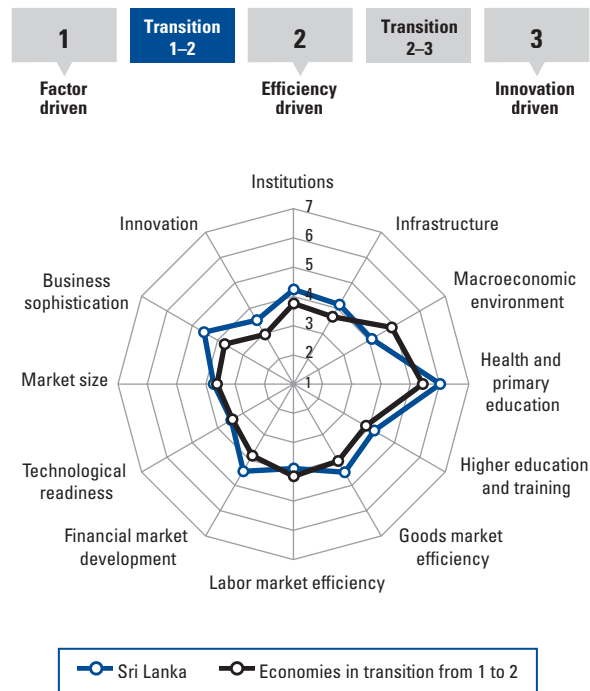 1
Transition
1–2
2
Transition
2–3
3
Factor
driven
Efficiency
driven
Innovation
driven
Institutions
7
6
5
4
3
2
1
Infrastructure
Macroeconomic
environment
Health and
primary
education
Higher education
and training
Goods market
efficiency
Labor market efficiency
Financial market
development
Technological
readiness
Market size
Business
sophistication
Innovation
Sri Lanka
Economies in transition from 1 to 2